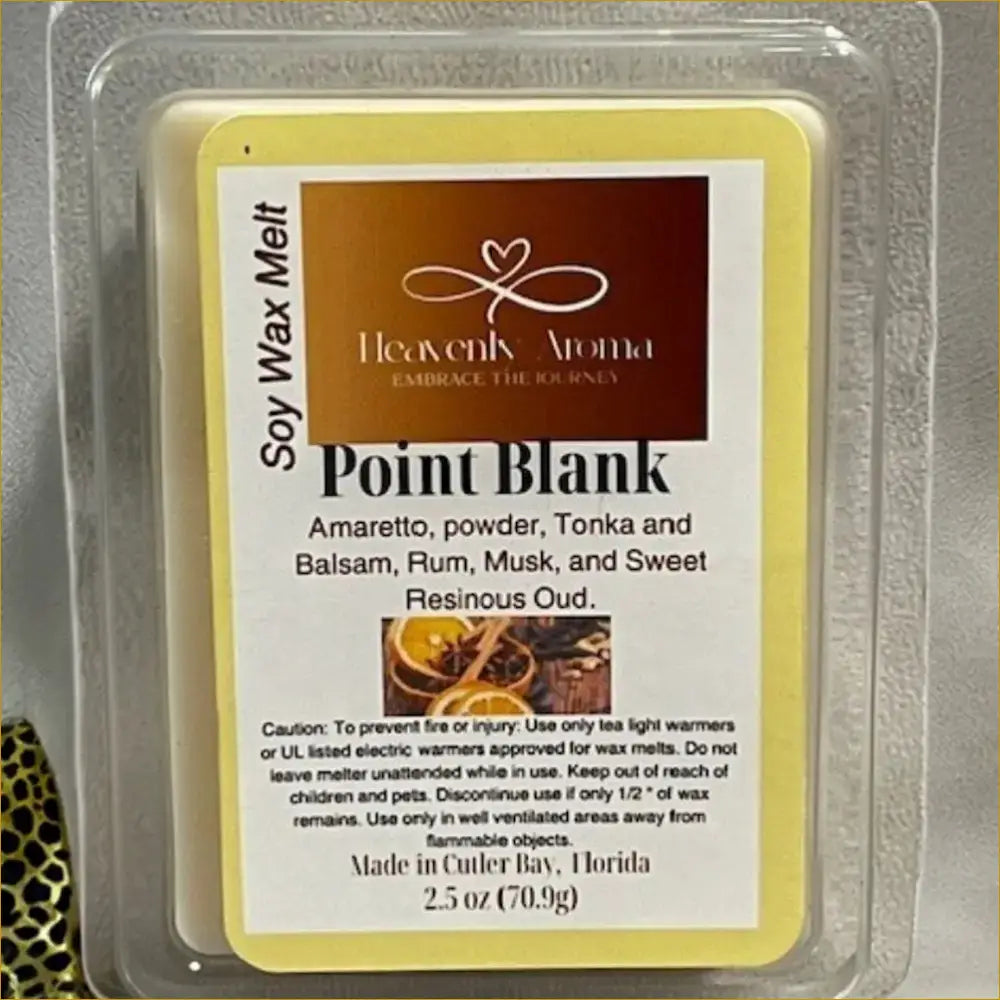 Soy Wax Melt
Heavenly Aroma
EMBRACE THE JOURNEY
Point Blank
Amaretto, powder, Tonka and
Balsam, Rum, Musk, and Sweet
Resinous Oud.
Caution: To prevent fire or injury: Use only tea light warmers
or UL listed electric warmers approved for wax melts. Do not
leave melter unattended while in use. Keep out of reach of
children and pets. Discontinue use if only 1/2 " of wax
remains. Use only in well ventilated areas away from
flammable objects.
Made in Cutler Bay, Florida
2.5 oz (70.9g)